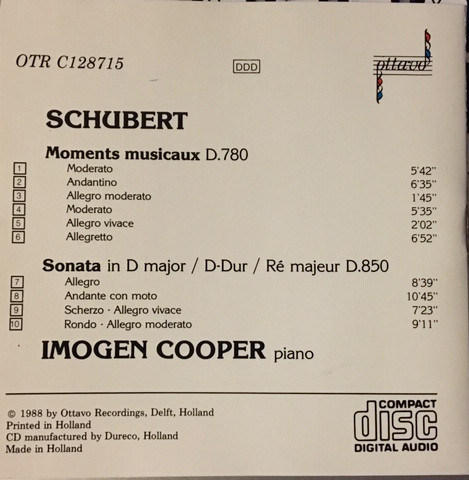 OTR C128715
DDD
ottavo
SCHUBERT
Moments musicaux D.780
1 Moderato 5'42"
2 Andantino 6'35"
3 Allegro moderato 1'45"
4 Moderato 5'35"
5 Allegro vivace 2'02"
6 Allegretto 6'52"
Sonata in D major / D-Dur / Ré majeur D.850
7 Allegro 8'39"
8 Andante con moto 10'45"
9 Scherzo · Allegro vivace 7'23"
10 Rondo · Allegro moderato 9'11"
IMOGEN COOPER piano
© 1988 by Ottavo Recordings, Delft, Holland
Printed in Holland
CD manufactured by Dureco, Holland
Made in Holland
COMPACT
disc
DIGITAL AUDIO